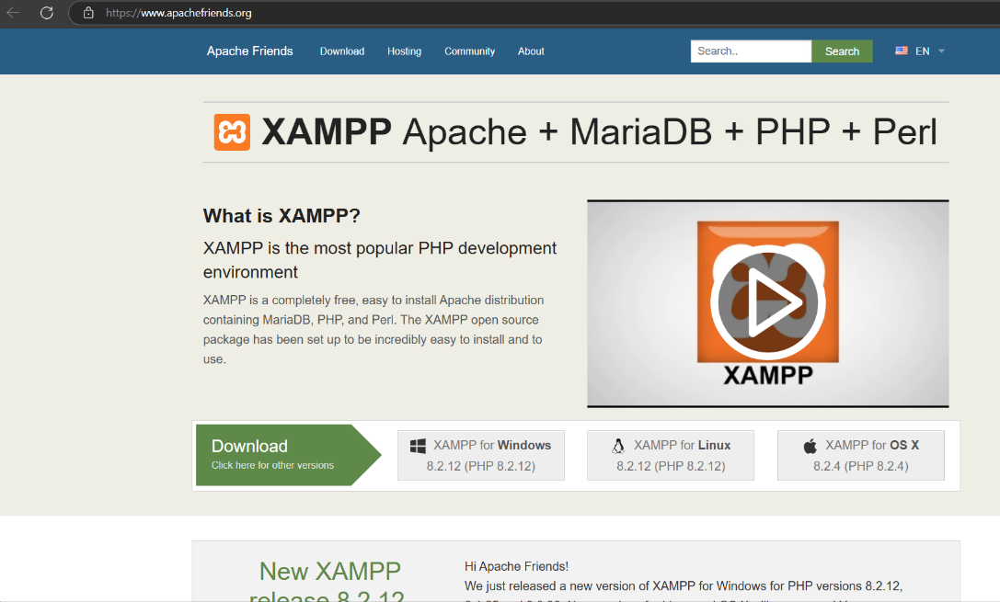 https://www.apachefriends.org
Apache Friends Download Hosting Community About Search.. Search EN
XAMPP Apache + MariaDB + PHP + Perl
What is XAMPP?
XAMPP is the most popular PHP development
environment
XAMPP is a completely free, easy to install Apache distribution
containing MariaDB, PHP, and Perl. The XAMPP open source
package has been set up to be incredibly easy to install and to
use.
XAMPP
Download
Click here for other versions
XAMPP for Windows
8.2.12 (PHP 8.2.12)
XAMPP for Linux
8.2.12 (PHP 8.2.12)
XAMPP for OS X
8.2.4 (PHP 8.2.4)
New XAMPP
release 8.2.12
Hi Apache Friends!
We just released a new version of XAMPP for Windows for PHP versions 8.2.12,